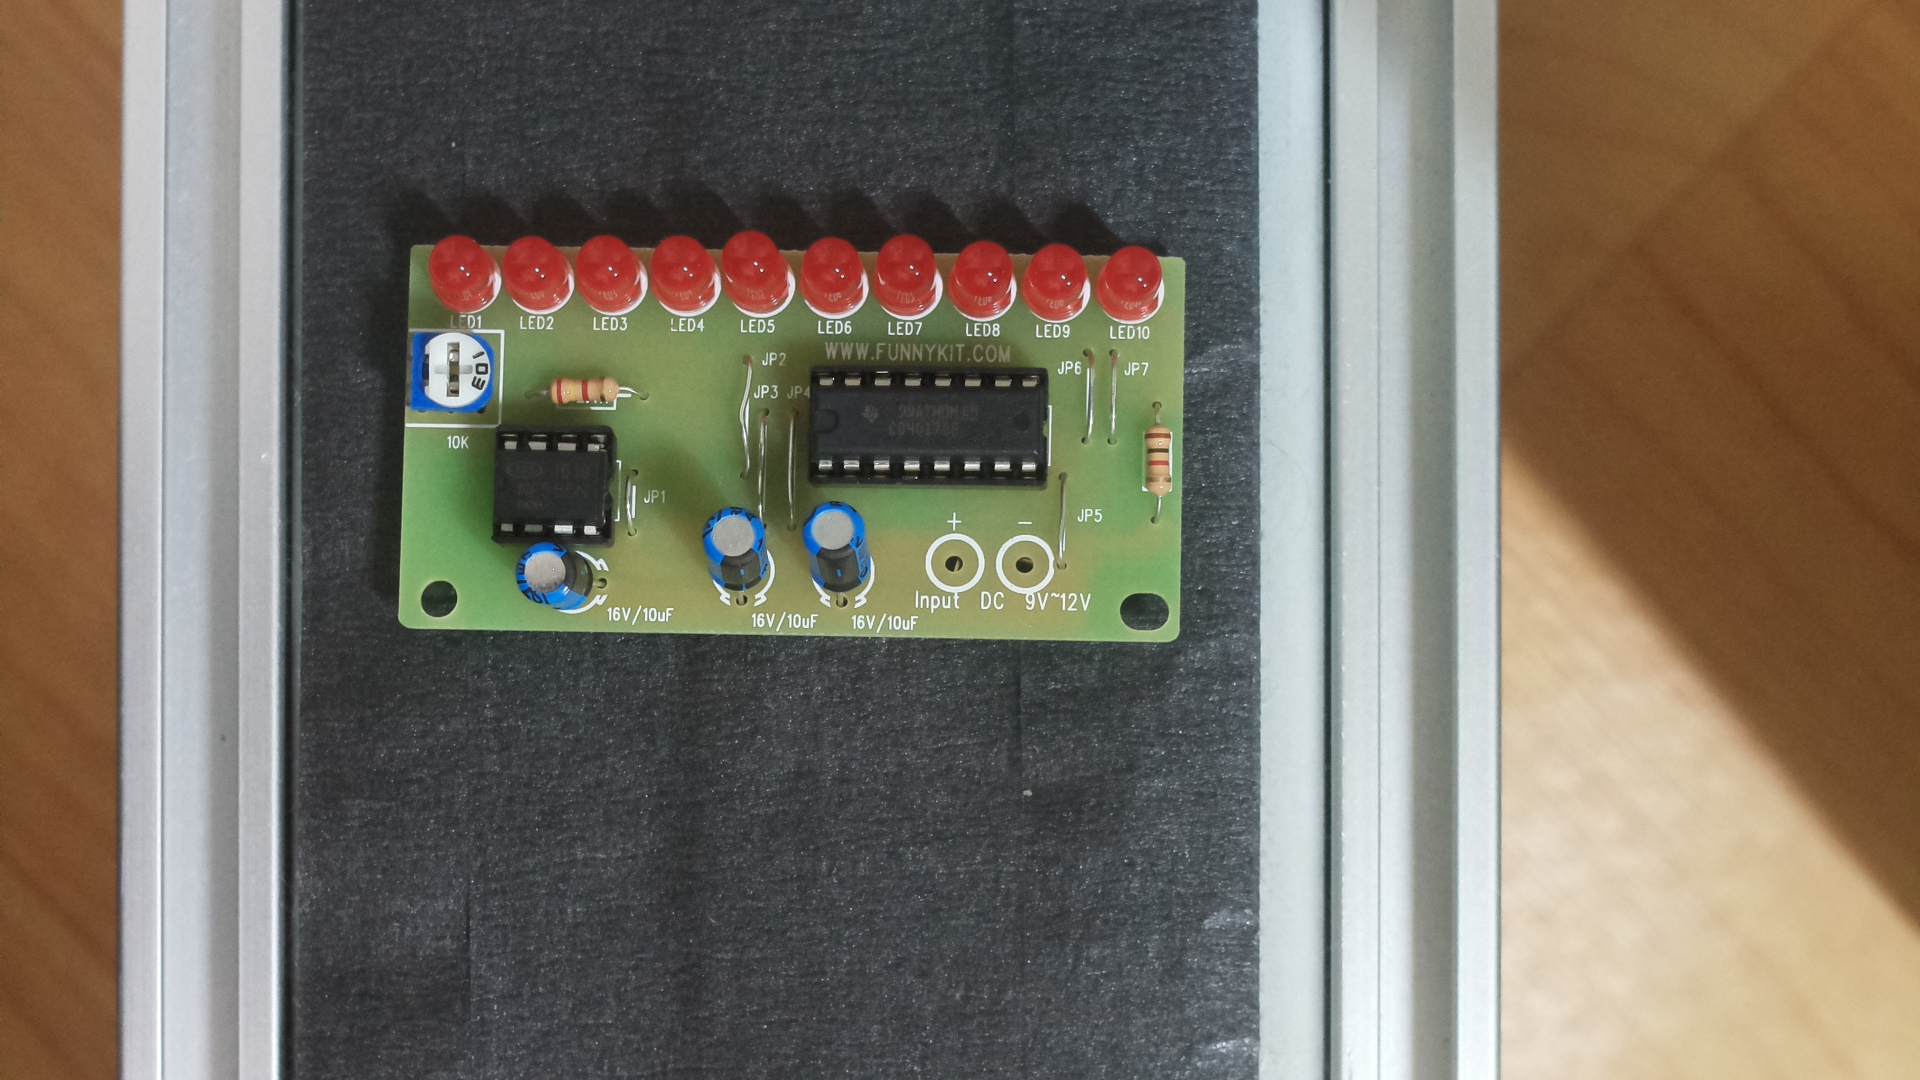 LED1 LED2 LED3 LED4 LED5 LED6 LED7 LED8 LED9 LED10
WWW.FUNNYKIT.COM
JP2
JP6 JP7
103
JP3 JP4
10K
JP1
JP5
+ -
Input DC 9V~12V
16V/10uF 16V/10uF 16V/10uF